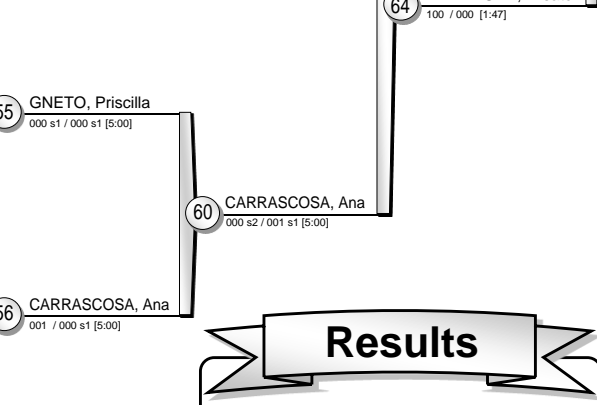 64
100 / 000 [1:47]
55
GNETO, Priscilla
000 s1 / 000 s1 [5:00]
60
CARRASCOSA, Ana
000 s2 / 001 s1 [5:00]
56
CARRASCOSA, Ana
001 / 000 s1 [5:00]
Results